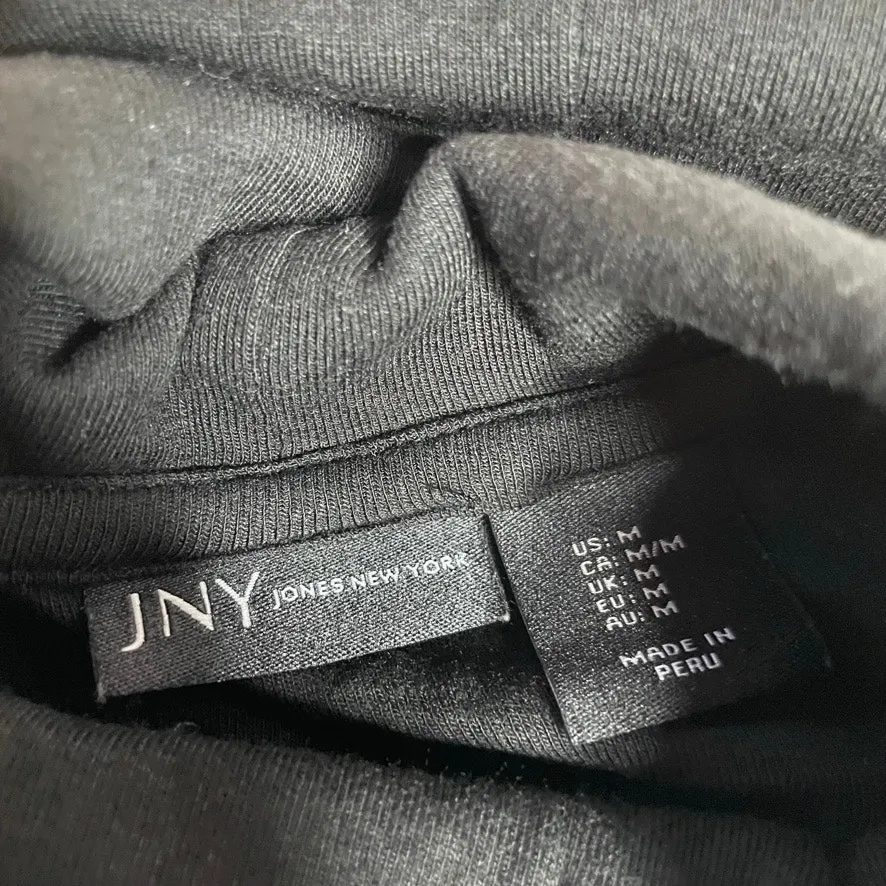 JNY JONES NEW YORK
US: M
CA: M/M
UK: M
EU: M
AU: M
MADE IN
PERU